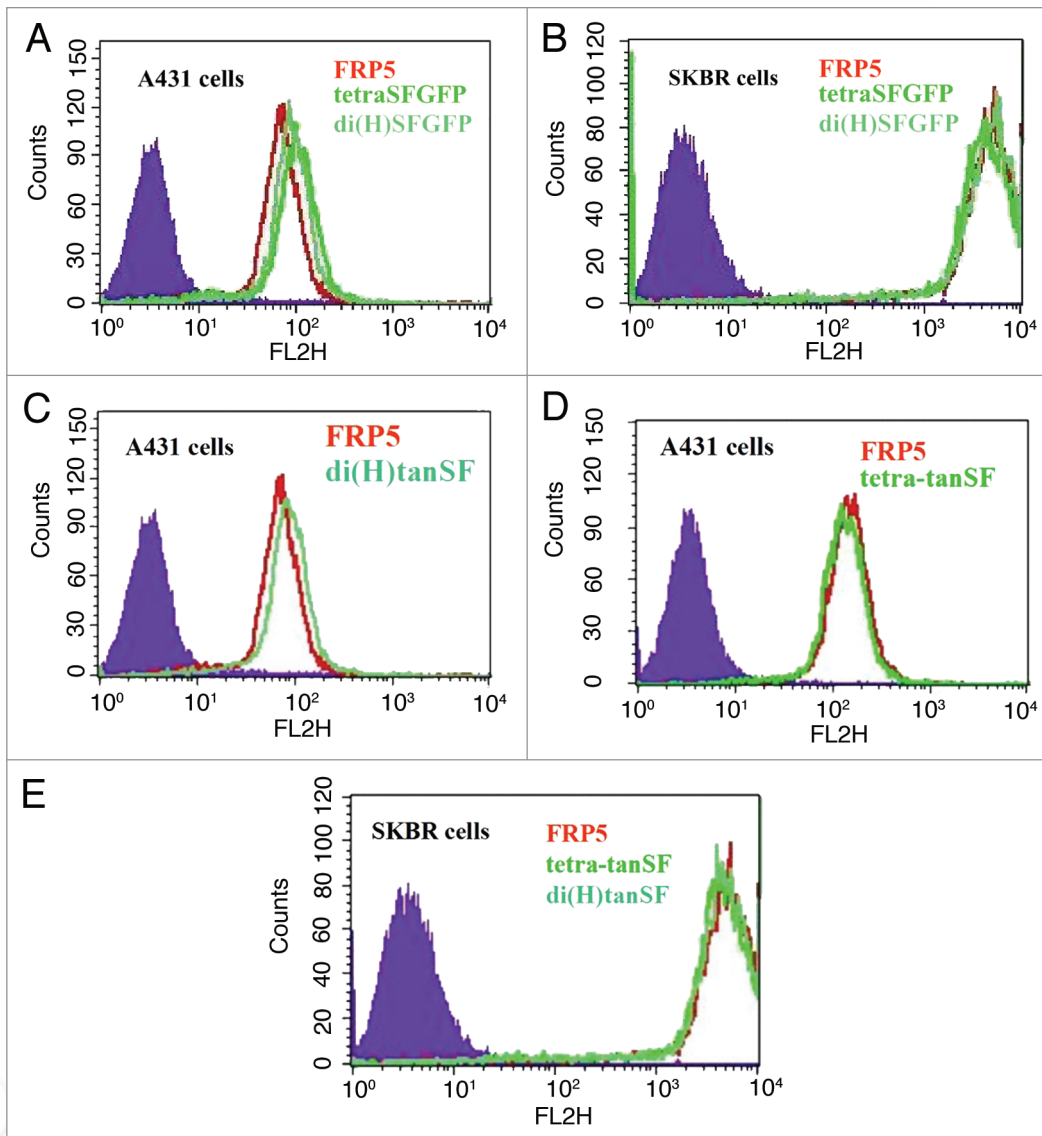 A
A431 cells
FRP5
tetraSFGFP
di(H)SFGFP
Counts
150
120
90
60
30
0
10⁰ 10¹ 10² 10³ 10⁴
FL2H
B
SKBR cells
FRP5
tetraSFGFP
di(H)SFGFP
Counts
120
100
80
60
40
20
0
10⁰ 10¹ 10² 10³ 10⁴
FL2H
C
A431 cells
FRP5
di(H)tanSF
Counts
150
120
90
60
30
0
10⁰ 10¹ 10² 10³ 10⁴
FL2H
D
A431 cells
FRP5
tetra-tanSF
Counts
150
120
90
60
30
0
10⁰ 10¹ 10² 10³ 10⁴
FL2H
E
SKBR cells
FRP5
tetra-tanSF
di(H)tanSF
Counts
120
100
80
60
40
20
0
10⁰ 10¹ 10² 10³ 10⁴
FL2H